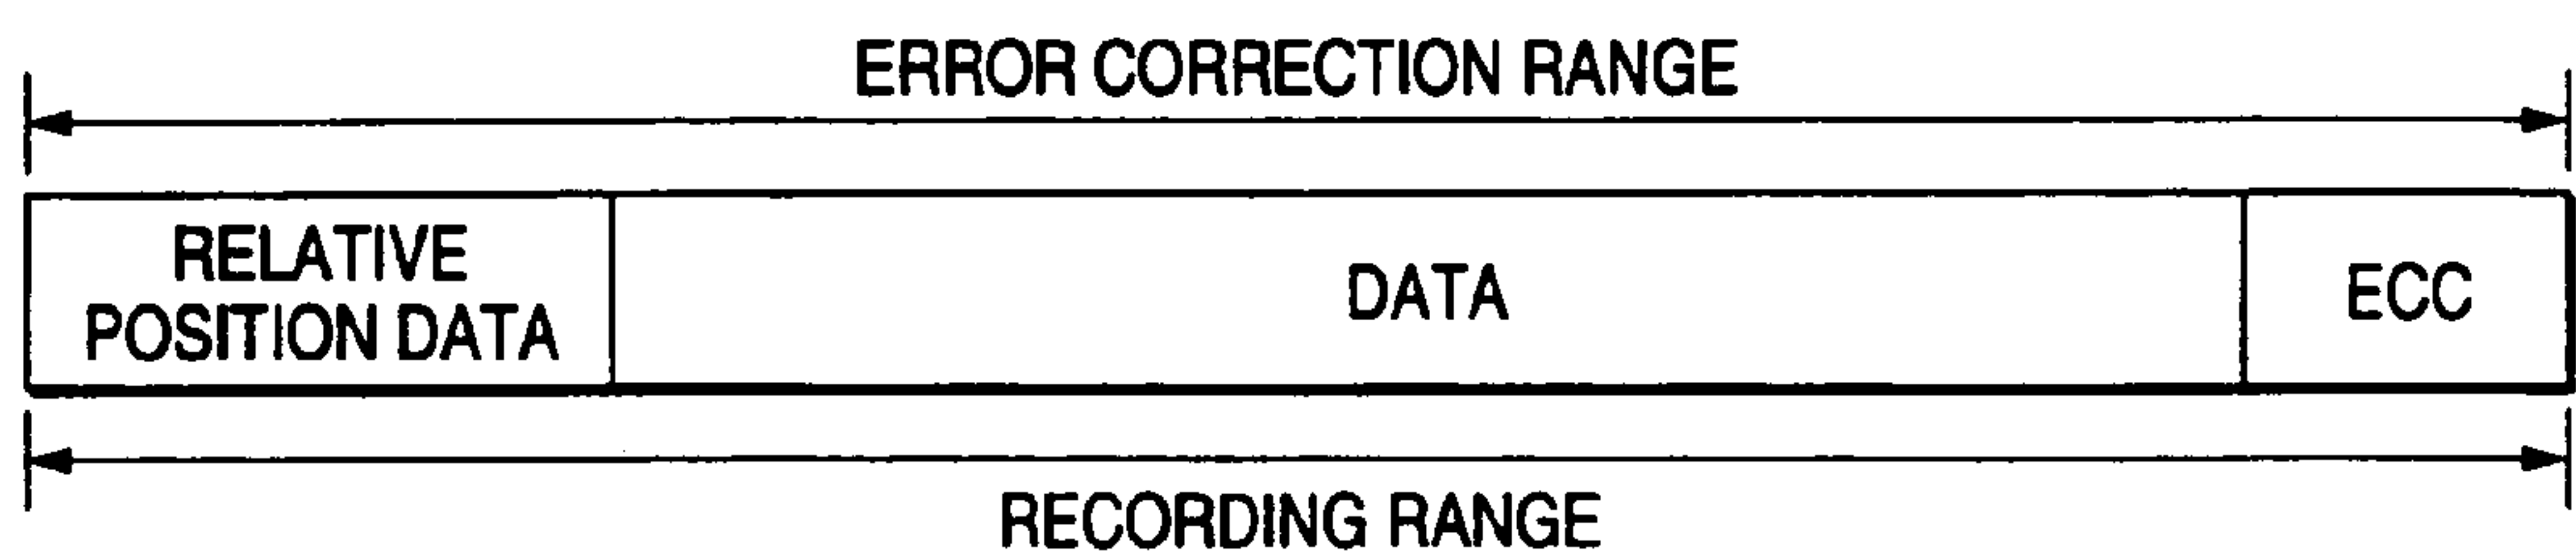 ERROR CORRECTION RANGE
RELATIVE
POSITION DATA
DATA
ECC
RECORDING RANGE